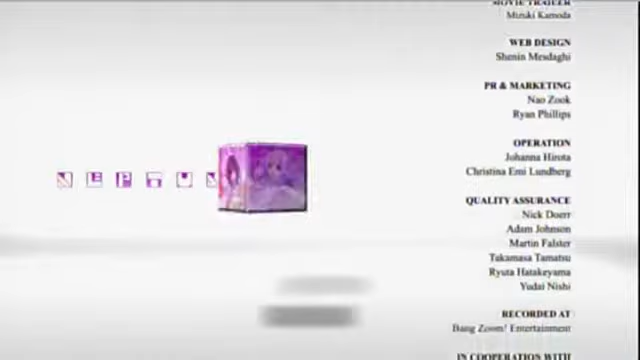 MOVIE TRAILER
Mizuki Kamoda
WEB DESIGN
Shenin Mesdaghi
PR & MARKETING
Nao Zook
Ryan Phillips
OPERATION
Johanna Hirota
Christina Emi Lundberg
QUALITY ASSURANCE
Nick Doerr
Adam Johnson
Martin Falster
Takamasa Tamatsu
Ryuta Hatakeyama
Yudai Nishi
RECORDED AT
Bang Zoom! Entertainment
IN COOPERATION WITH